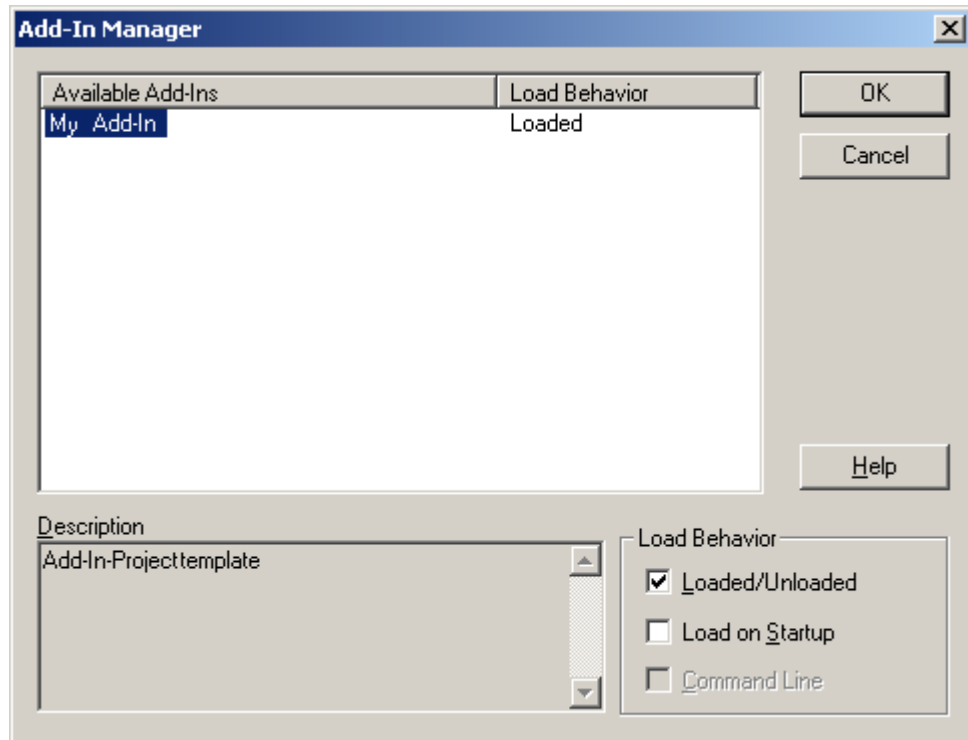 Add-In Manager
Available Add-Ins Load Behavior
My Add-In Loaded
OK
Cancel
Help
Description
Add-In-Projecttemplate
Load Behavior
Loaded/Unloaded
Load on Startup
Command Line